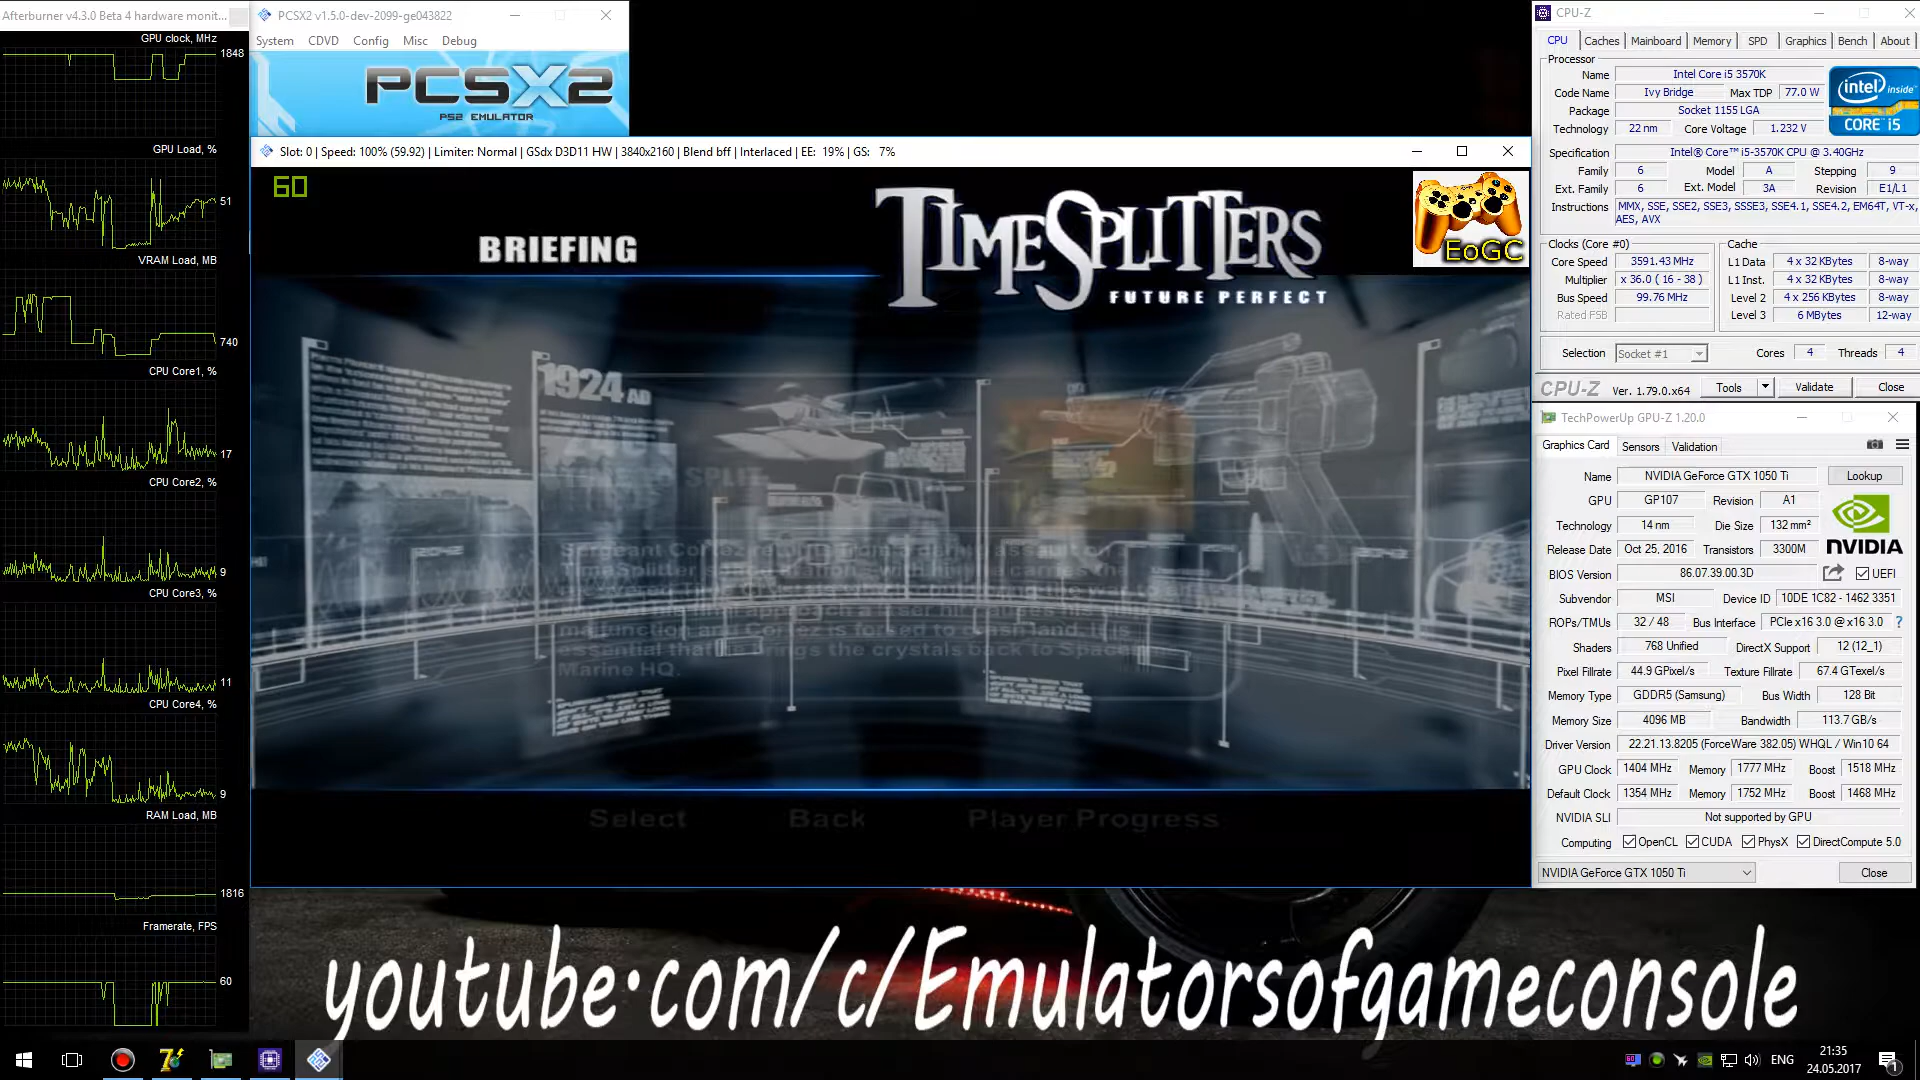 Afterburner v4.3.0 Beta 4 hardware monit...
GPU clock, MHz
1848
GPU Load, %
51
VRAM Load, MB
740
CPU Core1, %
17
CPU Core2, %
9
CPU Core3, %
11
CPU Core4, %
9
RAM Load, MB
1816
Framerate, FPS
60
PCSX2 v1.5.0-dev-2099-ge043822
System CDVD Config Misc Debug
PCSX2
PS2 EMULATOR
Slot: 0 | Speed: 100% (59.92) | Limiter: Normal | GSdx D3D11 HW | 3840x2160 | Blend bff | Interlaced | EE: 19% | GS: 7%
60
BRIEFING
TIMESPLITTERS
FUTURE PERFECT
EoGC
1924 AD
Marine HQ.
Select Back Player Progress
CPU-Z
CPU Caches Mainboard Memory SPD Graphics Bench About
Processor
Name Intel Core i5 3570K
Code Name Ivy Bridge Max TDP 77.0 W
Package Socket 1155 LGA
Technology 22 nm Core Voltage 1.232 V
intel inside
CORE i5
Specification Intel® Core™ i5-3570K CPU @ 3.40GHz
Family 6 Model A Stepping 9
Ext. Family 6 Ext. Model 3A Revision E1/L1
Instructions MMX, SSE, SSE2, SSE3, SSSE3, SSE4.1, SSE4.2, EM64T, VT-x,
AES, AVX
Clocks (Core #0) Cache
Core Speed 3591.43 MHz L1 Data 4 x 32 KBytes 8-way
Multiplier x 36.0 ( 16 - 38 ) L1 Inst. 4 x 32 KBytes 8-way
Bus Speed 99.76 MHz Level 2 4 x 256 KBytes 8-way
Rated FSB Level 3 6 MBytes 12-way
Selection Socket #1 Cores 4 Threads 4
CPU-Z Ver. 1.79.0.x64 Tools Validate Close
TechPowerUp GPU-Z 1.20.0
Graphics Card Sensors Validation
Name NVIDIA GeForce GTX 1050 Ti Lookup
GPU GP107 Revision A1
Technology 14 nm Die Size 132 mm²
Release Date Oct 25, 2016 Transistors 3300M
NVIDIA
BIOS Version 86.07.39.00.3D UEFI
Subvendor MSI Device ID 10DE 1C82 - 1462 3351
ROPs/TMUs 32 / 48 Bus Interface PCIe x16 3.0 @ x16 3.0 ?
Shaders 768 Unified DirectX Support 12 (12_1)
Pixel Fillrate 44.9 GPixel/s Texture Fillrate 67.4 GTexel/s
Memory Type GDDR5 (Samsung) Bus Width 128 Bit
Memory Size 4096 MB Bandwidth 113.7 GB/s
Driver Version 22.21.13.8205 (ForceWare 382.05) WHQL / Win10 64
GPU Clock 1404 MHz Memory 1777 MHz Boost 1518 MHz
Default Clock 1354 MHz Memory 1752 MHz Boost 1468 MHz
NVIDIA SLI Not supported by GPU
Computing OpenCL CUDA PhysX DirectCompute 5.0
NVIDIA GeForce GTX 1050 Ti Close
youtube.com/c/Emulatorsofgameconsole
ENG
21:35
24.05.2017
1